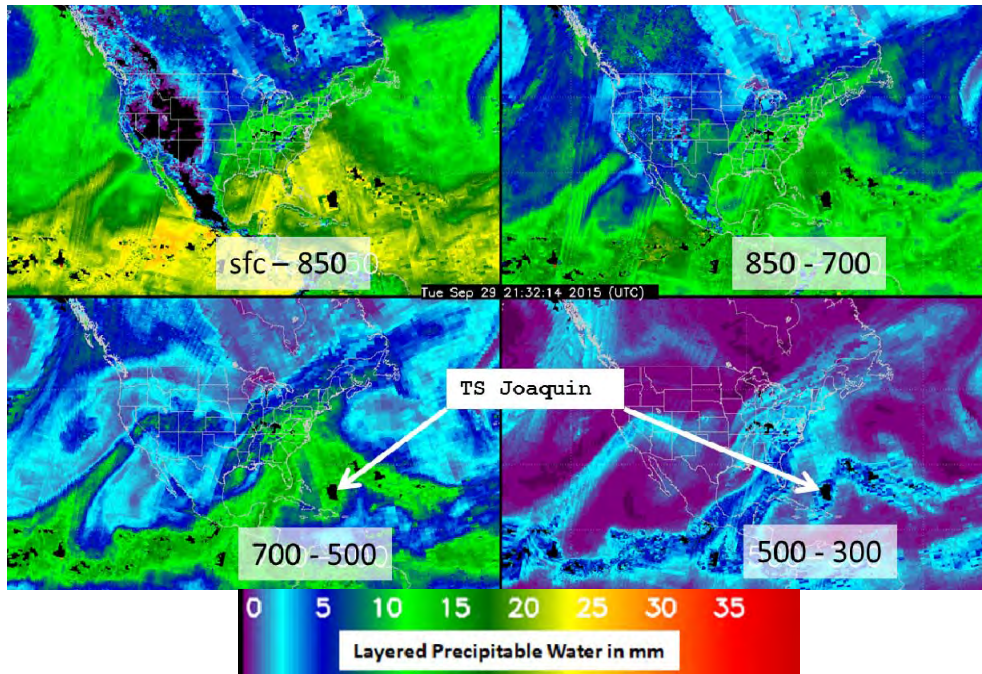 sfc – 850
850 - 700
Tue Sep 29 21:32:14 2015 (UTC)
TS Joaquin
700 - 500
500 - 300
0 5 10 15 20 25 30 35
Layered Precipitable Water in mm